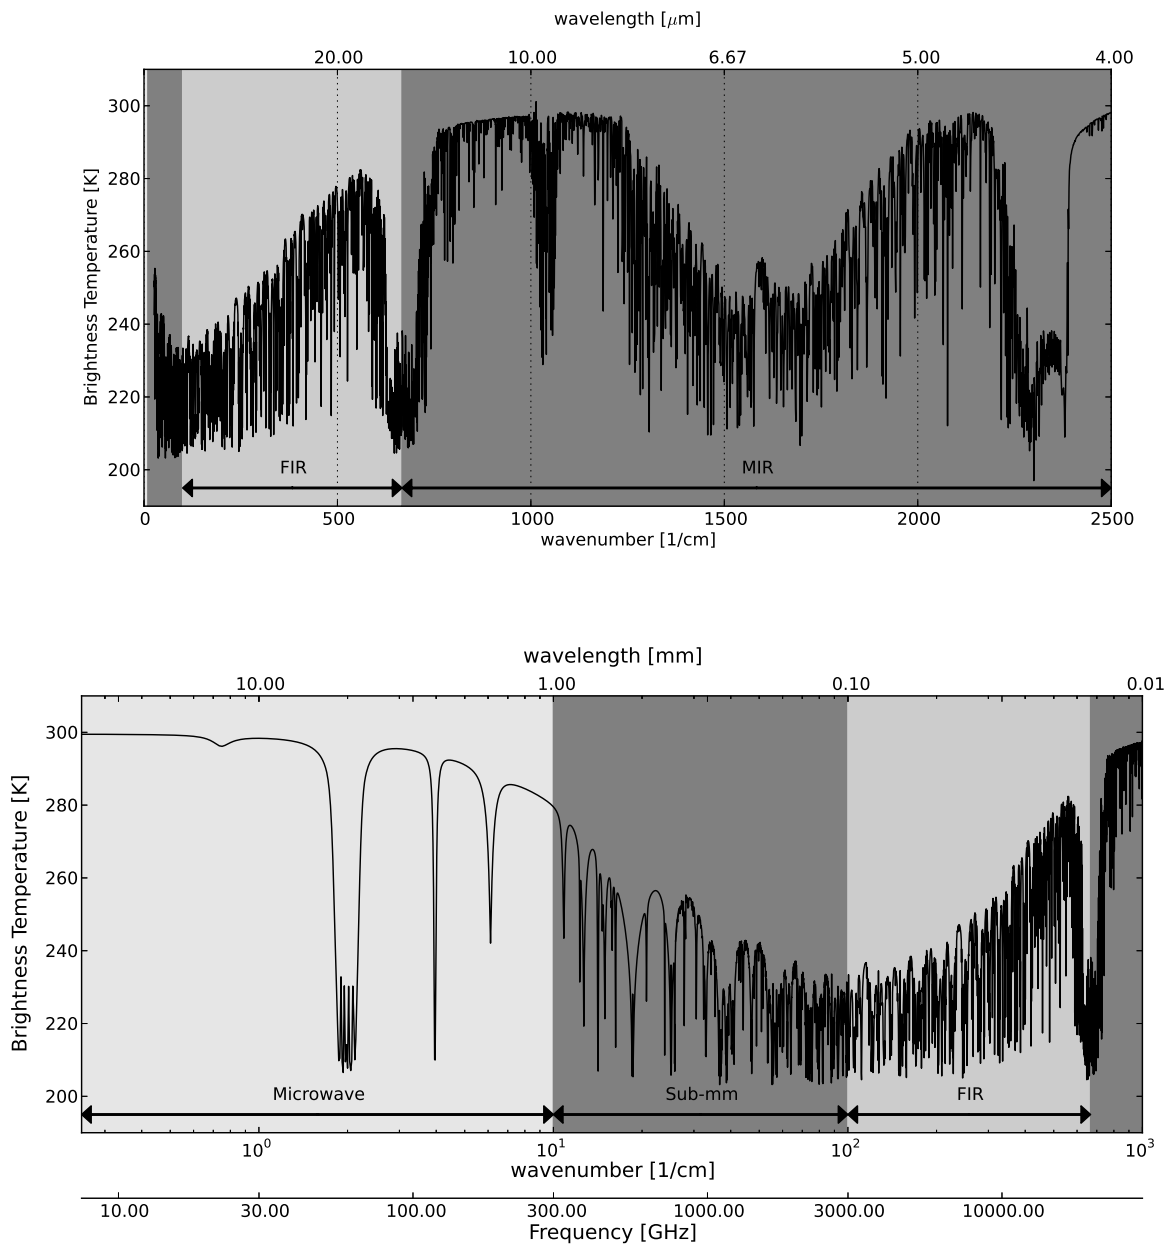 wavelength [μm]
20.00 10.00 6.67 5.00 4.00
300
280
260
240
220
200
Brightness Temperature [K]
FIR MIR
0 500 1000 1500 2000 2500
wavenumber [1/cm]
wavelength [mm]
10.00 1.00 0.10 0.01
300
280
260
240
220
200
Brightness Temperature [K]
Microwave Sub-mm FIR
10⁰ 10¹ 10² 10³
wavenumber [1/cm]
10.00 30.00 100.00 300.00 1000.00 3000.00 10000.00
Frequency [GHz]